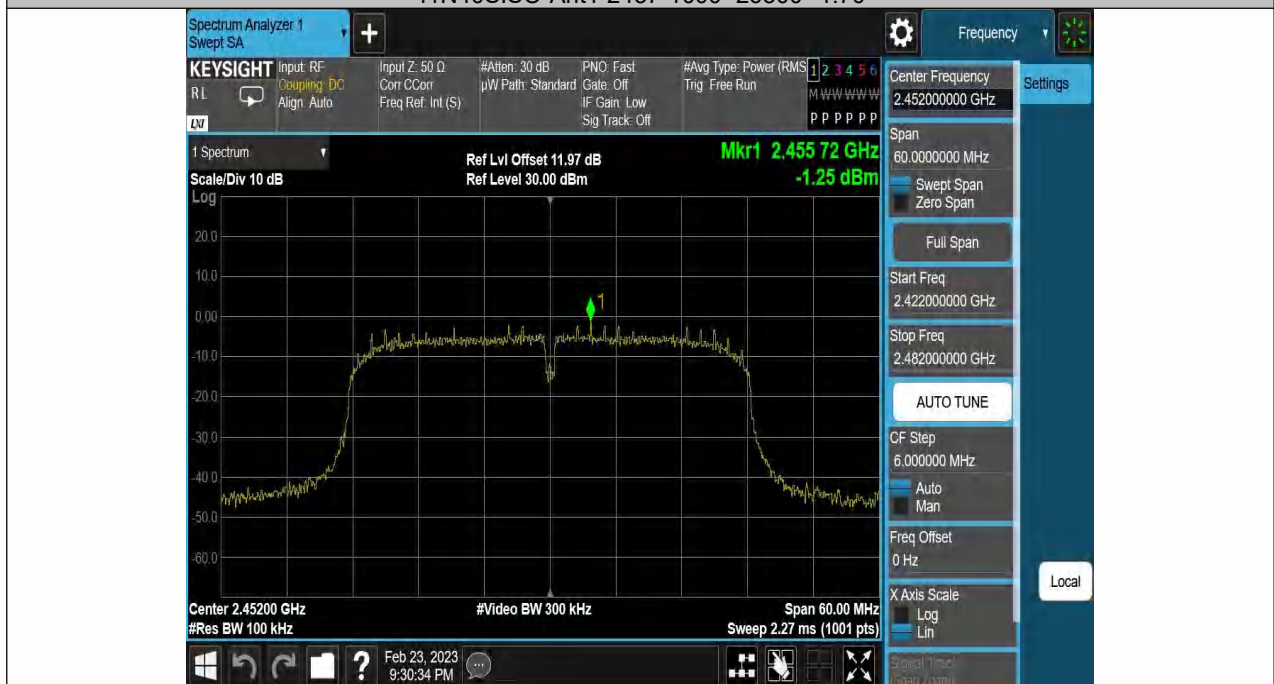 Spectrum Analyzer 1
Swept SA
+
Frequency
KEYSIGHT
RL
LXI
Input: RF
Coupling: DC
Align: Auto
Input Z: 50 Ω
Corr CCorr
Freq Ref: Int (S)
#Atten: 30 dB
µW Path: Standard
PNO: Fast
Gate: Off
IF Gain: Low
Sig Track: Off
#Avg Type: Power (RMS
Trig: Free Run
1 2 3 4 5 6
M W W W W W
P P P P P P
Center Frequency
2.452000000 GHz
Settings
Span
60.0000000 MHz
Swept Span
Zero Span
Full Span
Start Freq
2.422000000 GHz
Stop Freq
2.482000000 GHz
AUTO TUNE
CF Step
6.000000 MHz
Auto
Man
Freq Offset
0 Hz
X Axis Scale
Log
Lin
Local
1 Spectrum
Scale/Div 10 dB
Ref Lvl Offset 11.97 dB
Ref Level 30.00 dBm
Mkr1 2.455 72 GHz
-1.25 dBm
Log
20.0
10.0
0.00
-10.0
-20.0
-30.0
-40.0
-50.0
-60.0
1
Center 2.45200 GHz
#Res BW 100 kHz
#Video BW 300 kHz
Span 60.00 MHz
Sweep 2.27 ms (1001 pts)
?
Feb 23, 2023
9:30:34 PM